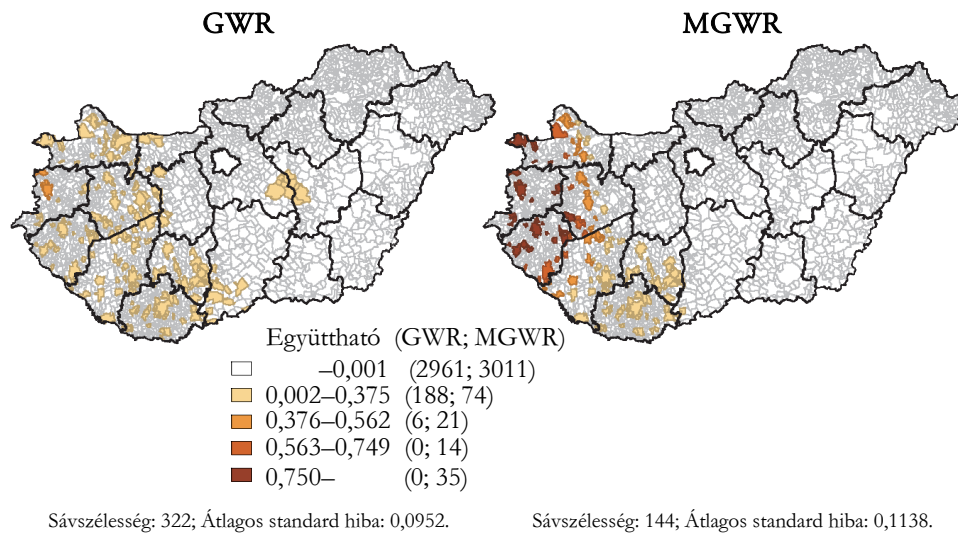 GWR
MGWR
Együttható (GWR; MGWR)
–0,001 (2961; 3011)
0,002–0,375 (188; 74)
0,376–0,562 (6; 21)
0,563–0,749 (0; 14)
0,750– (0; 35)
Sávszélesség: 322; Átlagos standard hiba: 0,0952.
Sávszélesség: 144; Átlagos standard hiba: 0,1138.